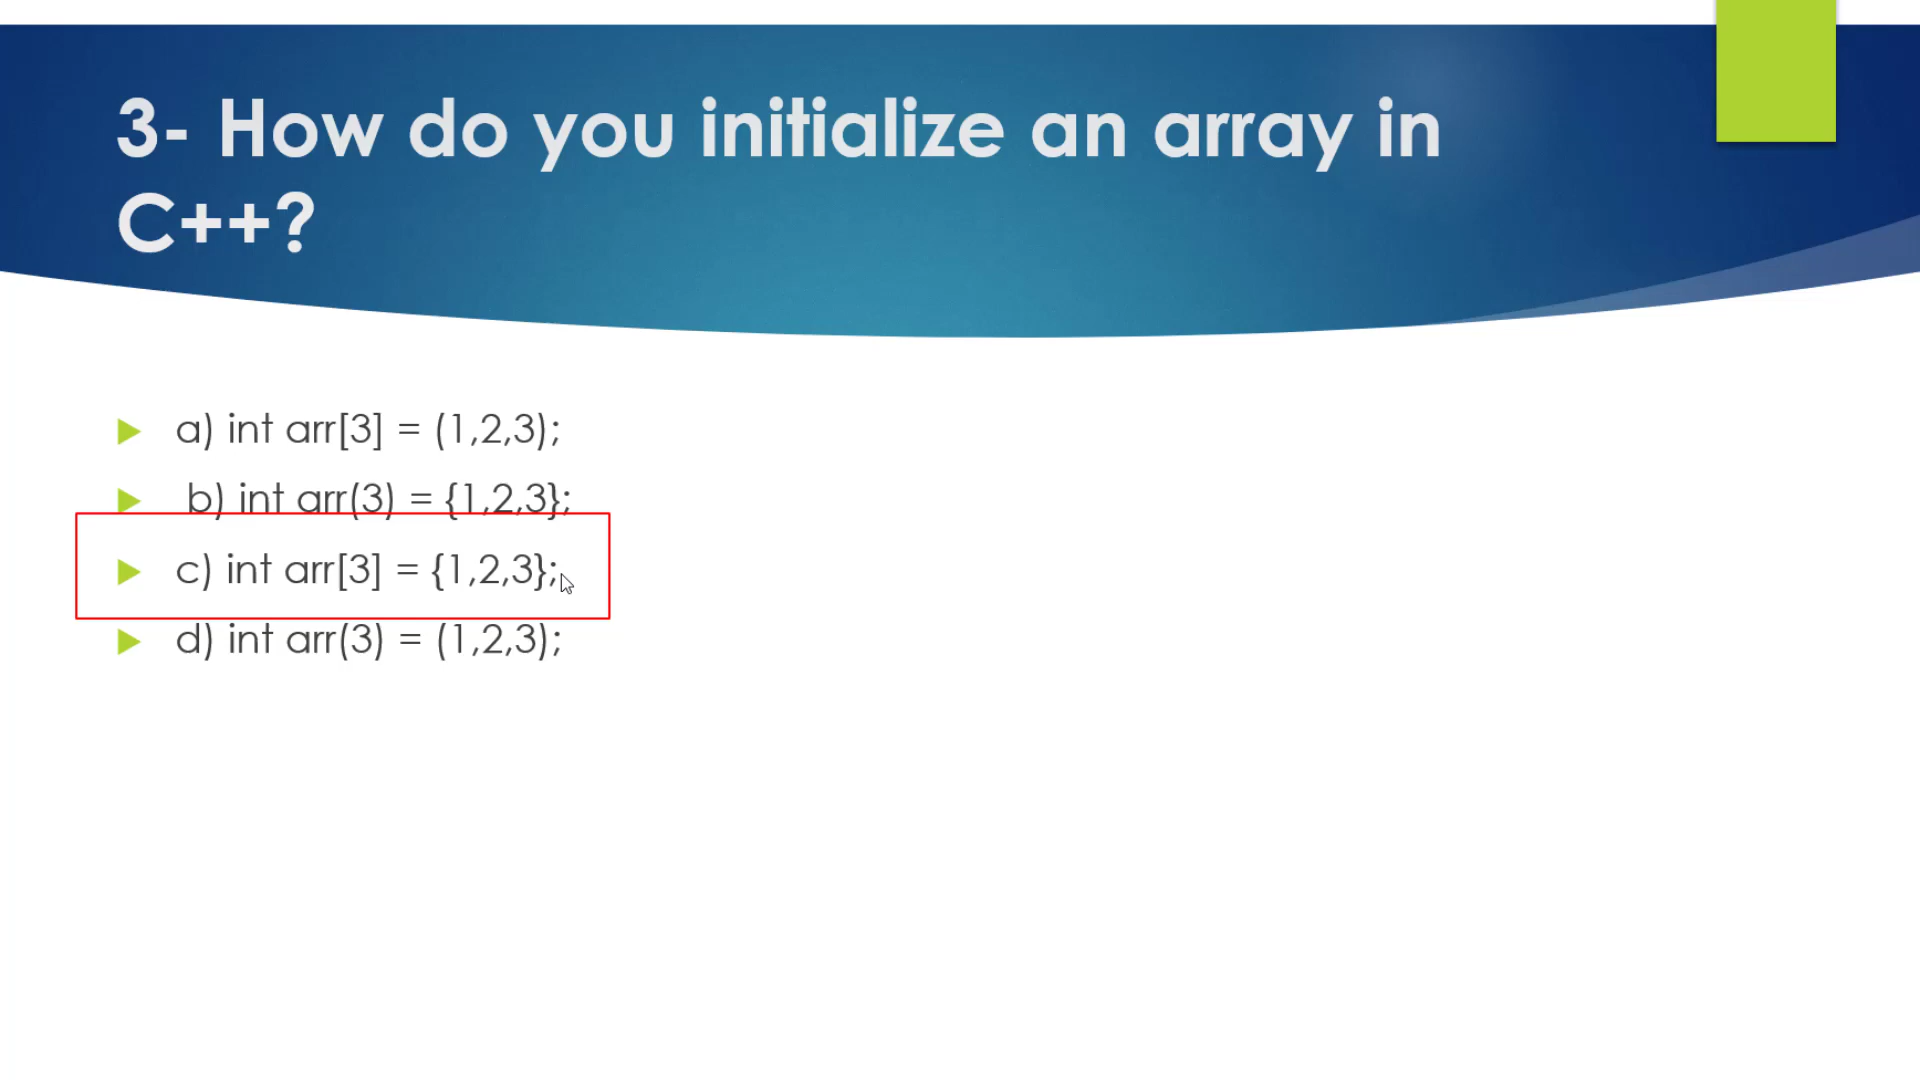 3- How do you initialize an array in
C++?
a) int arr[3] = (1,2,3);
b) int arr(3) = {1,2,3};
c) int arr[3] = {1,2,3};
d) int arr(3) = (1,2,3);